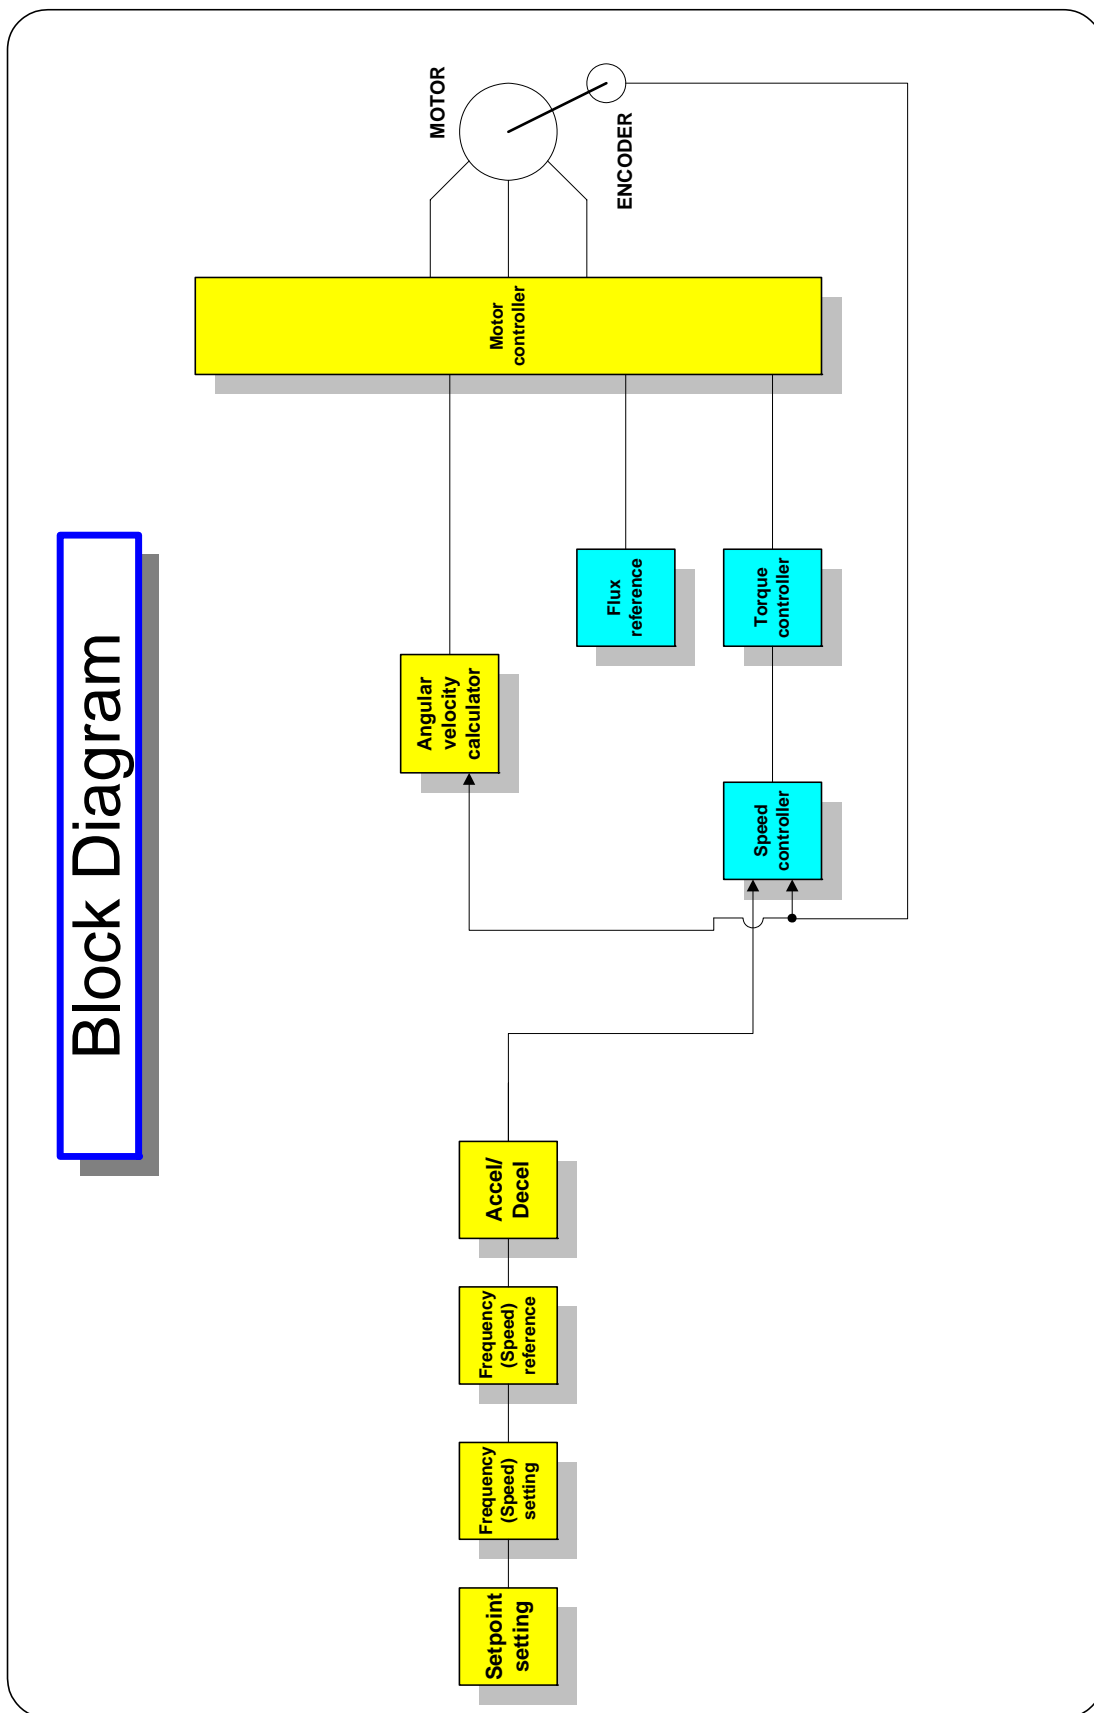 Block Diagram
Setpoint
setting
Frequency
(Speed)
setting
Frequency
(Speed)
reference
Accel/
Decel
Angular
velocity
calculator
Speed
controller
Flux
reference
Torque
controller
Motor
controller
MOTOR
ENCODER